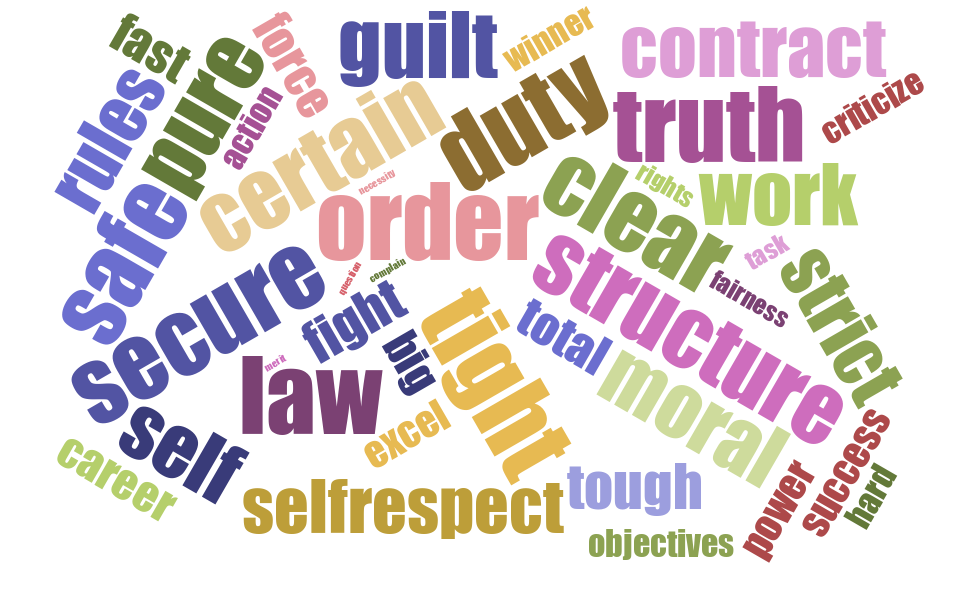 fast
force
guilt
winner
contract
rules
pure
action
certain
duty
truth
criticize
necessity
rights
work
safe
order
clear
task
secure
question
complain
structure
fairness
strict
fight
total
merit
law
big
tight
moral
self
excel
career
selfrespect
tough
success
power
hard
objectives